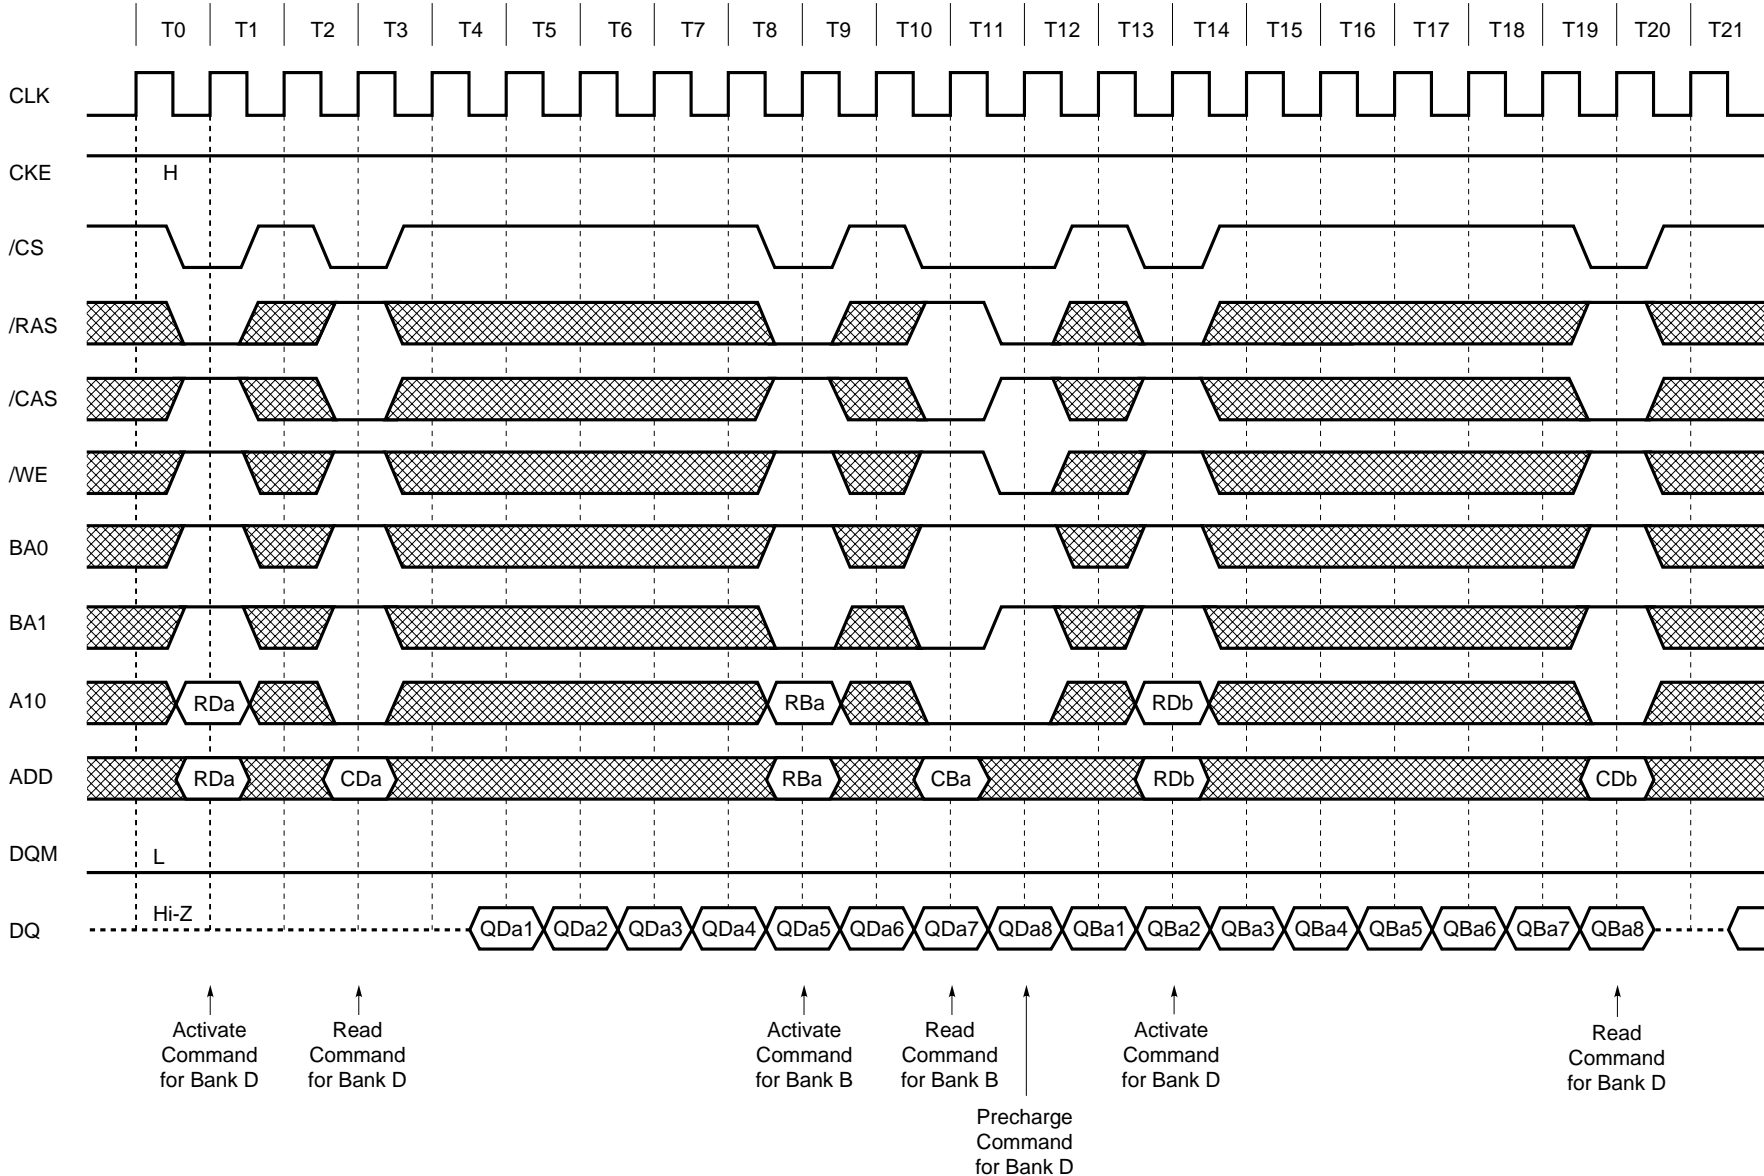 T0 T1 T2 T3 T4 T5 T6 T7 T8 T9 T10 T11 T12 T13 T14 T15 T16 T17 T18 T19 T20 T21
CLK
CKE H
/CS
/RAS
/CAS
/WE
BA0
BA1
A10 RDa RBa RDb
ADD RDa CDa RBa CBa RDb CDb
DQM L
DQ Hi-Z QDa1 QDa2 QDa3 QDa4 QDa5 QDa6 QDa7 QDa8 QBa1 QBa2 QBa3 QBa4 QBa5 QBa6 QBa7 QBa8
Activate
Command
for Bank D
Read
Command
for Bank D
Activate
Command
for Bank B
Read
Command
for Bank B
Precharge
Command
for Bank D
Activate
Command
for Bank D
Read
Command
for Bank D